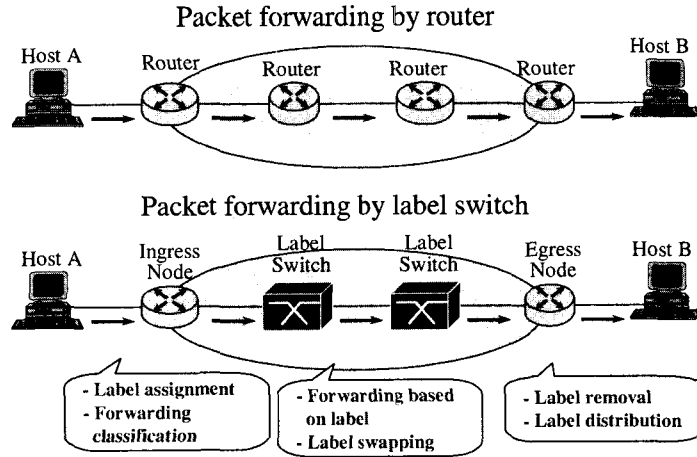 Packet forwarding by router
Host A
Router
Router
Router
Router
Host B
Packet forwarding by label switch
Host A
Ingress
Node
Label
Switch
Label
Switch
Egress
Node
Host B
- Label assignment
- Forwarding
classification
- Forwarding based
on label
- Label swapping
- Label removal
- Label distribution